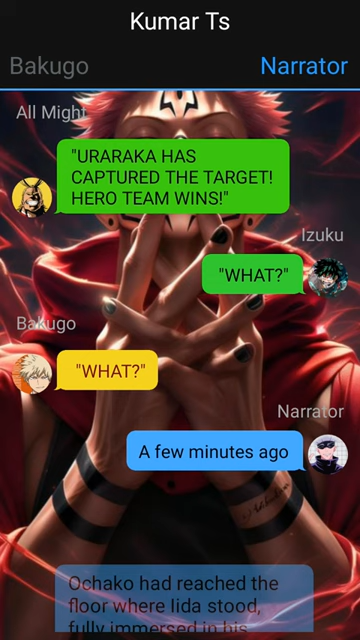 Kumar Ts
Bakugo
Narrator
All Might
"URARAKA HAS
CAPTURED THE TARGET!
HERO TEAM WINS!"
Izuku
"WHAT?"
Bakugo
"WHAT?"
Narrator
A few minutes ago
Ochako had reached the
floor where Iida stood,
fully immersed in his